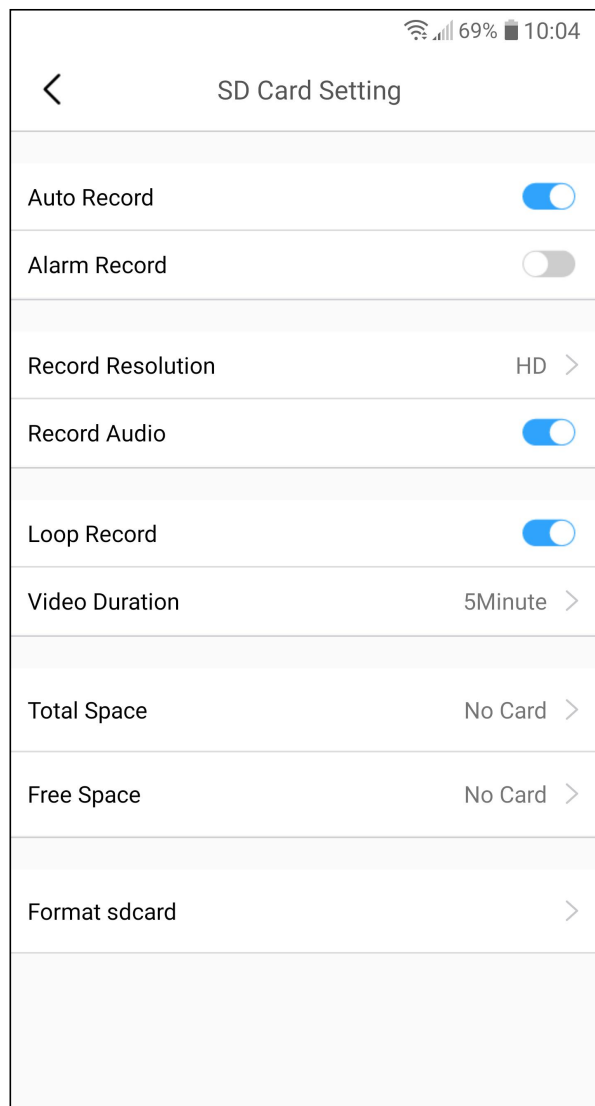 69% 10:04
SD Card Setting
Auto Record
Alarm Record
Record Resolution HD
Record Audio
Loop Record
Video Duration 5Minute
Total Space No Card
Free Space No Card
Format sdcard